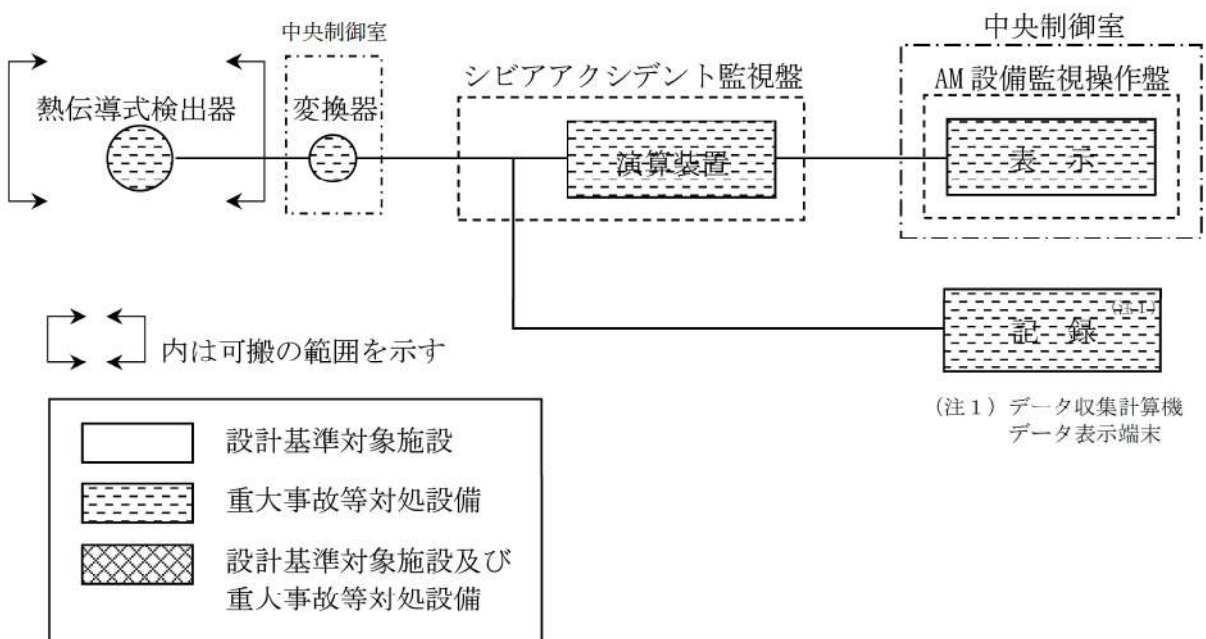 中央制御室
熱伝導式検出器
変換器
シビアアクシデント監視盤
演算装置
中央制御室
AM設備監視操作盤
表 示
記 録
(注1)
(注1)データ収集計算機
データ表示端末
内は可搬の範囲を示す
設計基準対象施設
重大事故等対処設備
設計基準対象施設及び
重大事故等対処設備